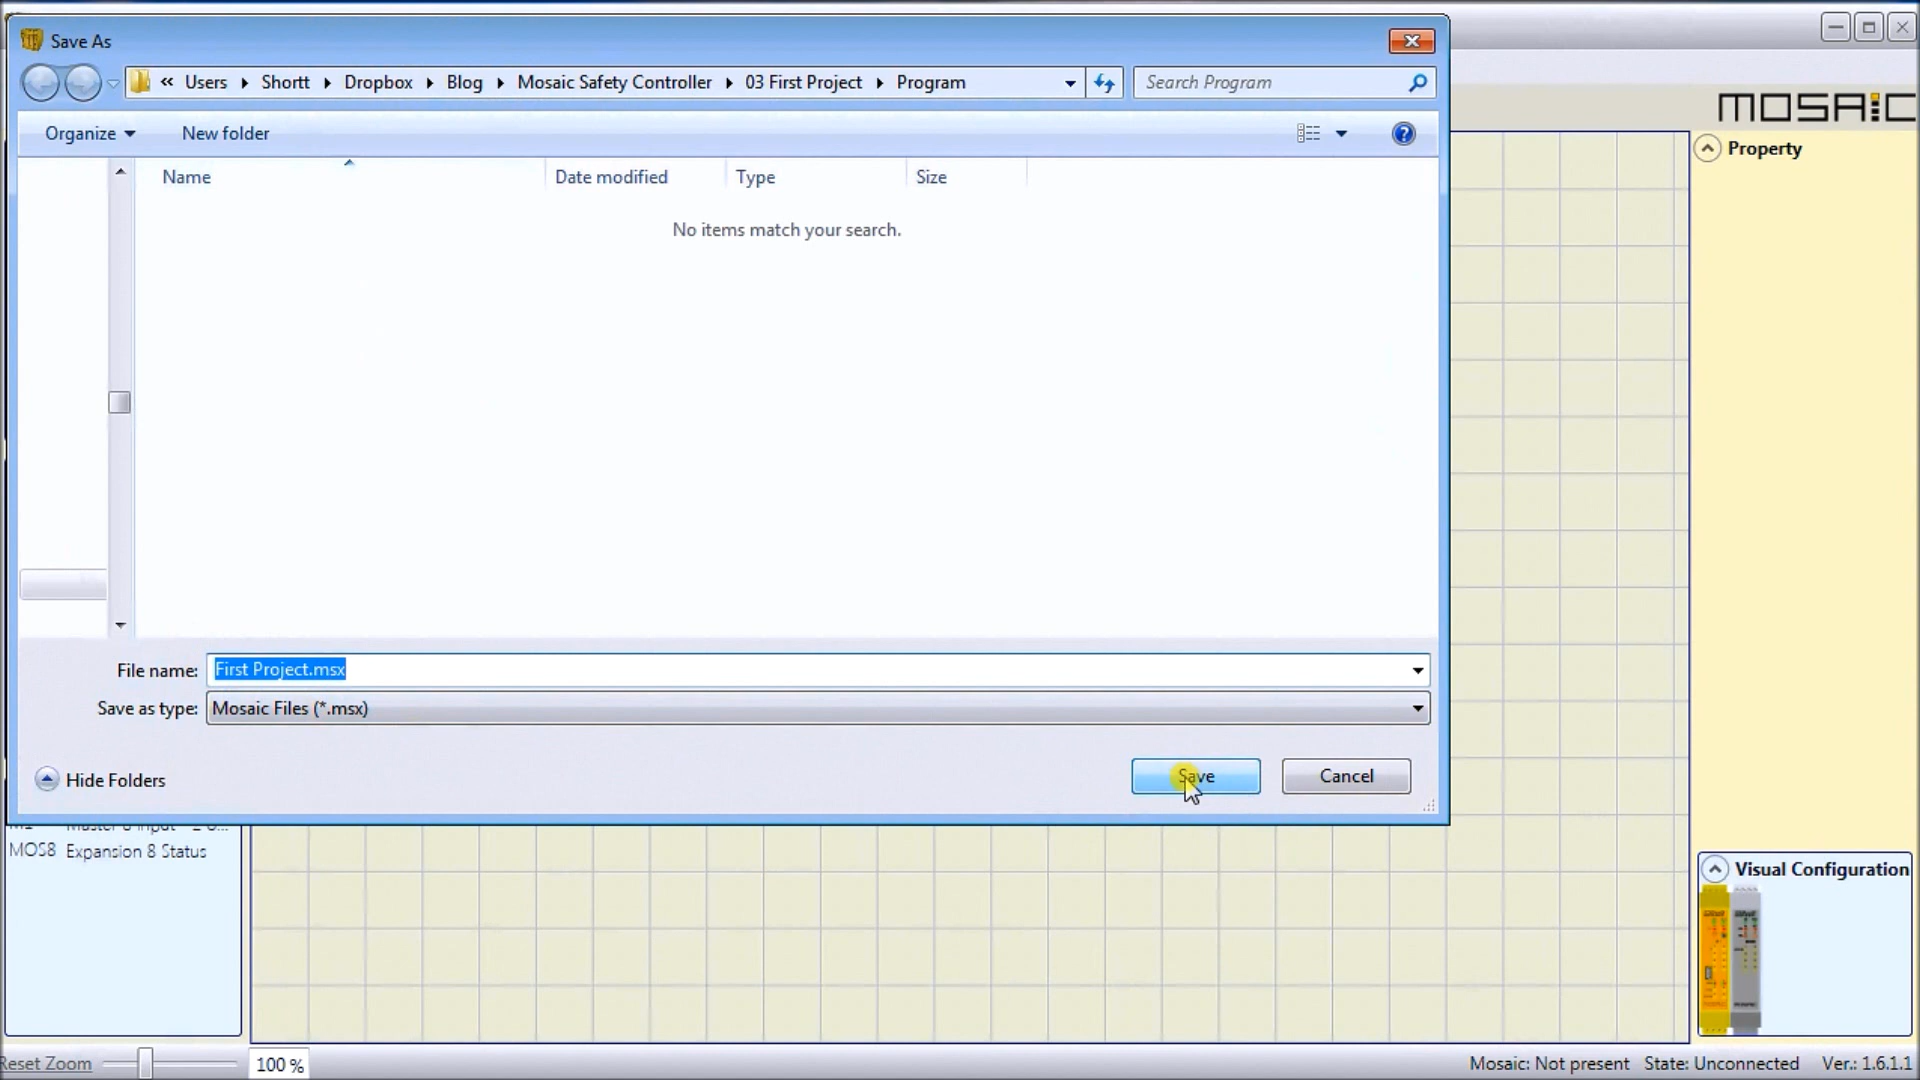 Save As
« Users ▸ Shortt ▸ Dropbox ▸ Blog ▸ Mosaic Safety Controller ▸ 03 First Project ▸ Program
Search Program
MOSAIC
Organize
New folder
Property
Name
Date modified
Type
Size
No items match your search.
File name: First Project.msx
Save as type: Mosaic Files (*.msx)
Hide Folders
Save
Cancel
MOS8 Expansion 8 Status
Visual Configuration
Reset Zoom
100 %
Mosaic: Not present State: Unconnected Ver.: 1.6.1.1